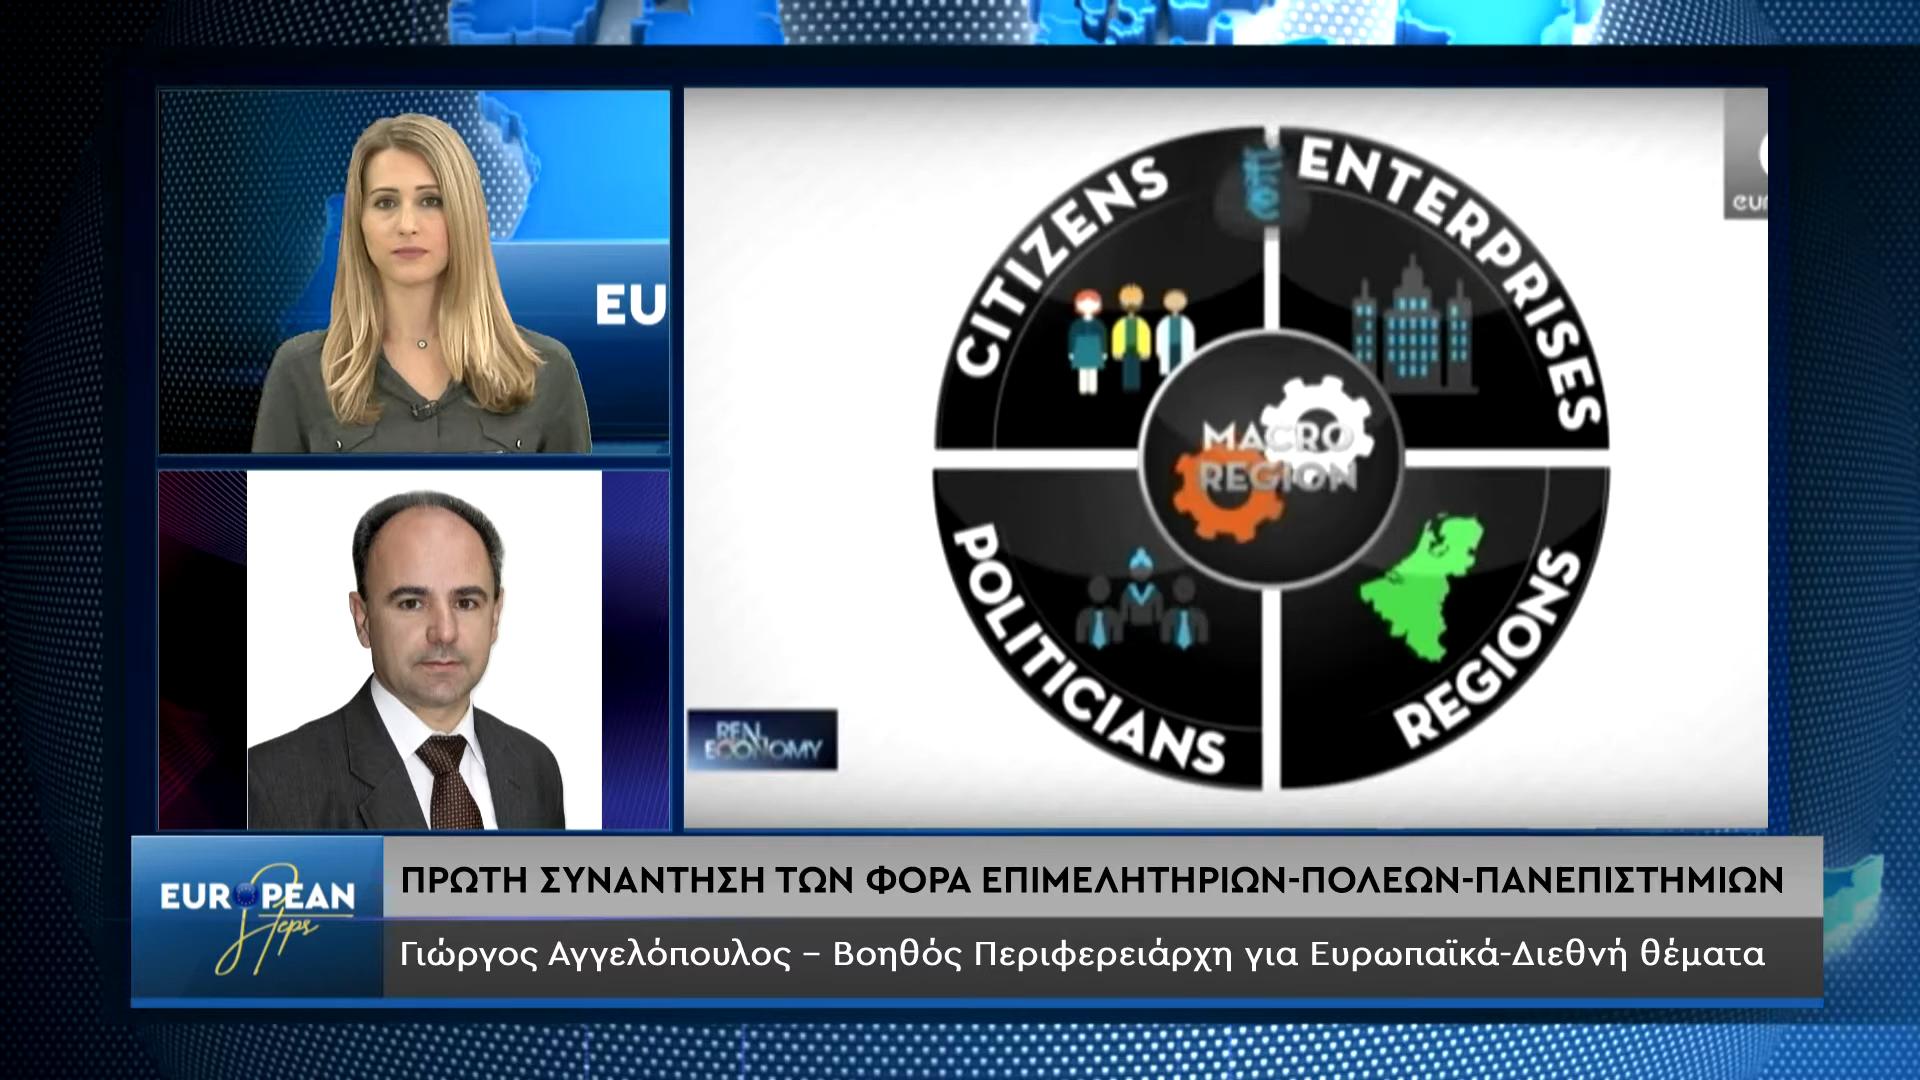 EU
CITIZENS
ENTERPRISES
MACRO
REGION
POLITICIANS
REGIONS
eur
REAL
ECONOMY
EUROPEAN
Steps
ΠΡΩΤΗ ΣΥΝΑΝΤΗΣΗ ΤΩΝ ΦΟΡΑ ΕΠΙΜΕΛΗΤΗΡΙΩΝ-ΠΟΛΕΩΝ-ΠΑΝΕΠΙΣΤΗΜΙΩΝ
Γιώργος Αγγελόπουλος – Βοηθός Περιφερειάρχη για Ευρωπαϊκά-Διεθνή θέματα